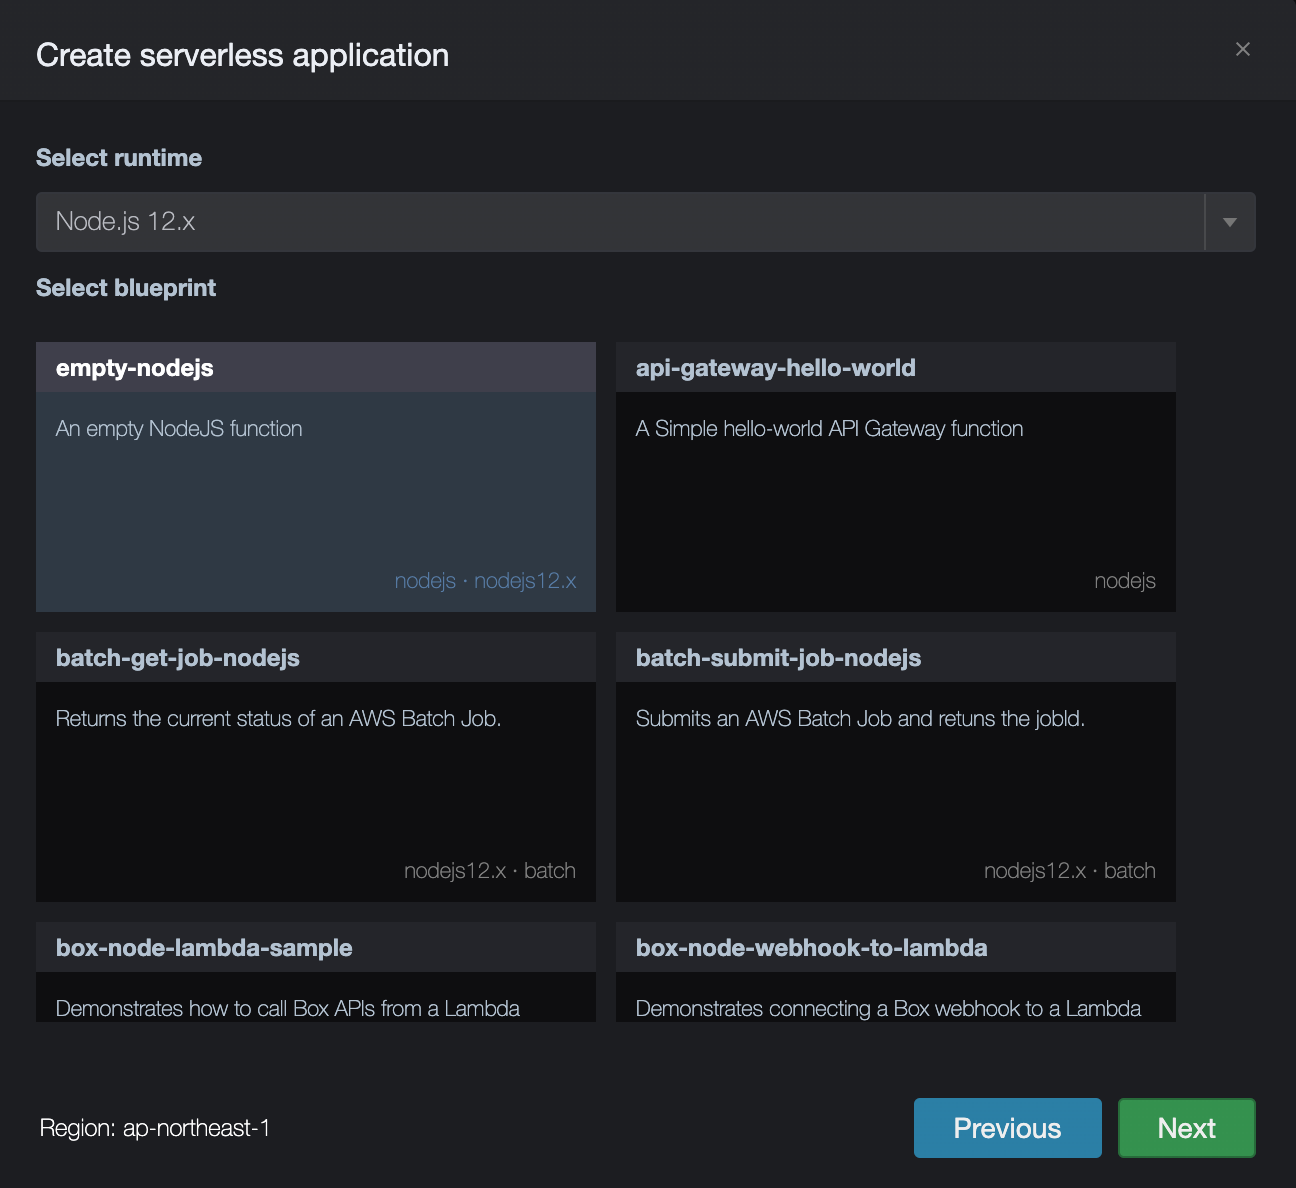 Create serverless application
Select runtime
Node.js 12.x
Select blueprint
empty-nodejs
An empty NodeJS function
nodejs · nodejs12.x
api-gateway-hello-world
A Simple hello-world API Gateway function
nodejs
batch-get-job-nodejs
Returns the current status of an AWS Batch Job.
nodejs12.x · batch
batch-submit-job-nodejs
Submits an AWS Batch Job and retuns the jobId.
nodejs12.x · batch
box-node-lambda-sample
Demonstrates how to call Box APIs from a Lambda
box-node-webhook-to-lambda
Demonstrates connecting a Box webhook to a Lambda
Region: ap-northeast-1
Previous
Next